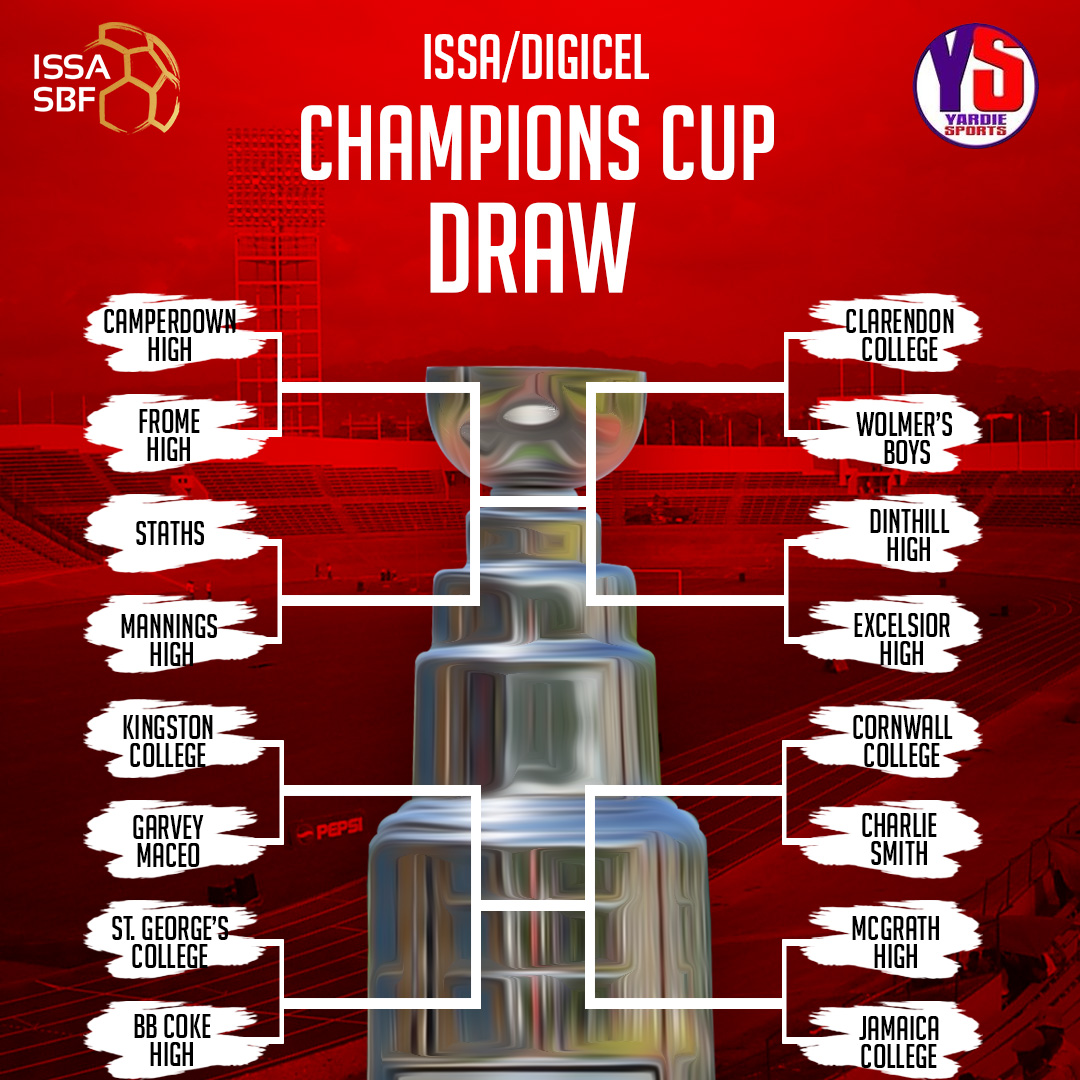 ISSA
SBF
ISSA/DIGICEL
CHAMPIONS CUP
DRAW
YS
YARDIE
SPORTS
CAMPERDOWN
HIGH
FROME
HIGH
STATHS
MANNINGS
HIGH
KINGSTON
COLLEGE
GARVEY
MACEO
ST. GEORGE'S
COLLEGE
BB COKE
HIGH
CLARENDON
COLLEGE
WOLMER'S
BOYS
DINTHILL
HIGH
EXCELSIOR
HIGH
CORNWALL
COLLEGE
CHARLIE
SMITH
MCGRATH
HIGH
JAMAICA
COLLEGE
PEPSI